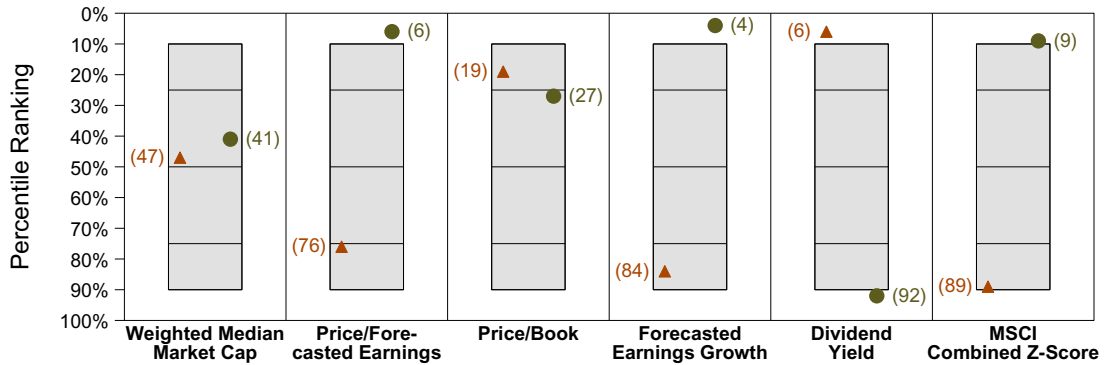 0%
10%
20%
30%
40%
50%
60%
70%
80%
90%
100%
Percentile Ranking
(47)
(41)
(76)
(6)
(19)
(27)
(84)
(4)
(6)
(92)
(89)
(9)
Weighted Median
Market Cap
Price/Fore-
casted Earnings
Price/Book
Forecasted
Earnings Growth
Dividend
Yield
MSCI
Combined Z-Score